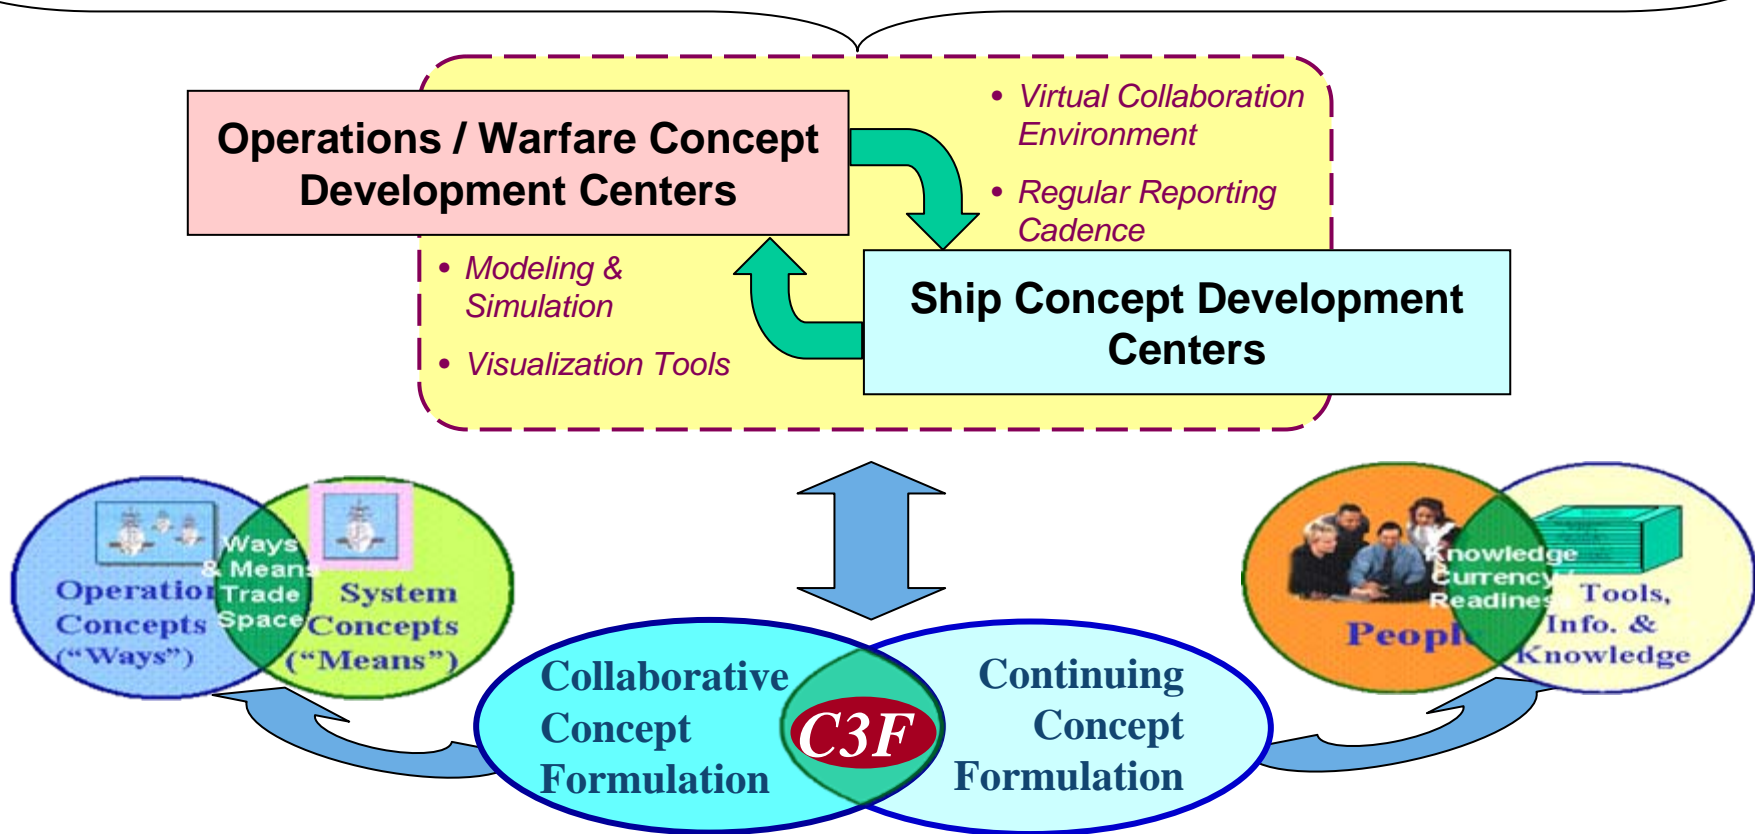 Operations / Warfare Concept
Development Centers
• Virtual Collaboration
Environment
• Regular Reporting
Cadence
• Modeling &
Simulation
• Visualization Tools
Ship Concept Development
Centers
Ways
& Means
Trade
Space
Operation
Concepts
(“Ways”)
System
Concepts
(“Means”)
Knowledge
Currency /
Readiness
People
Tools,
Info. &
Knowledge
Collaborative
Concept
Formulation
C3F
Continuing
Concept
Formulation